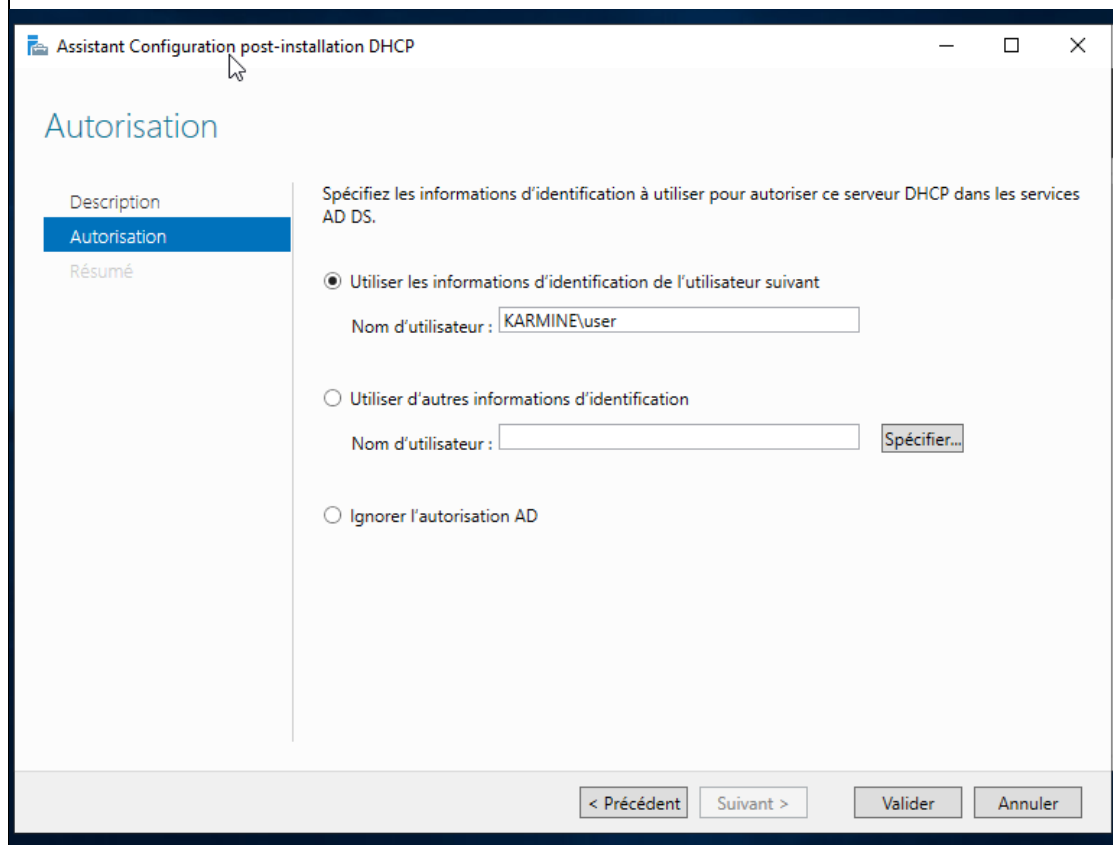 Assistant Configuration post-installation DHCP
Autorisation
Description
Autorisation
Résumé
Spécifiez les informations d'identification à utiliser pour autoriser ce serveur DHCP dans les services
AD DS.
Utiliser les informations d'identification de l'utilisateur suivant
Nom d'utilisateur : KARMINE\user
Utiliser d'autres informations d'identification
Nom d'utilisateur : Spécifier...
Ignorer l'autorisation AD
< Précédent Suivant > Valider Annuler